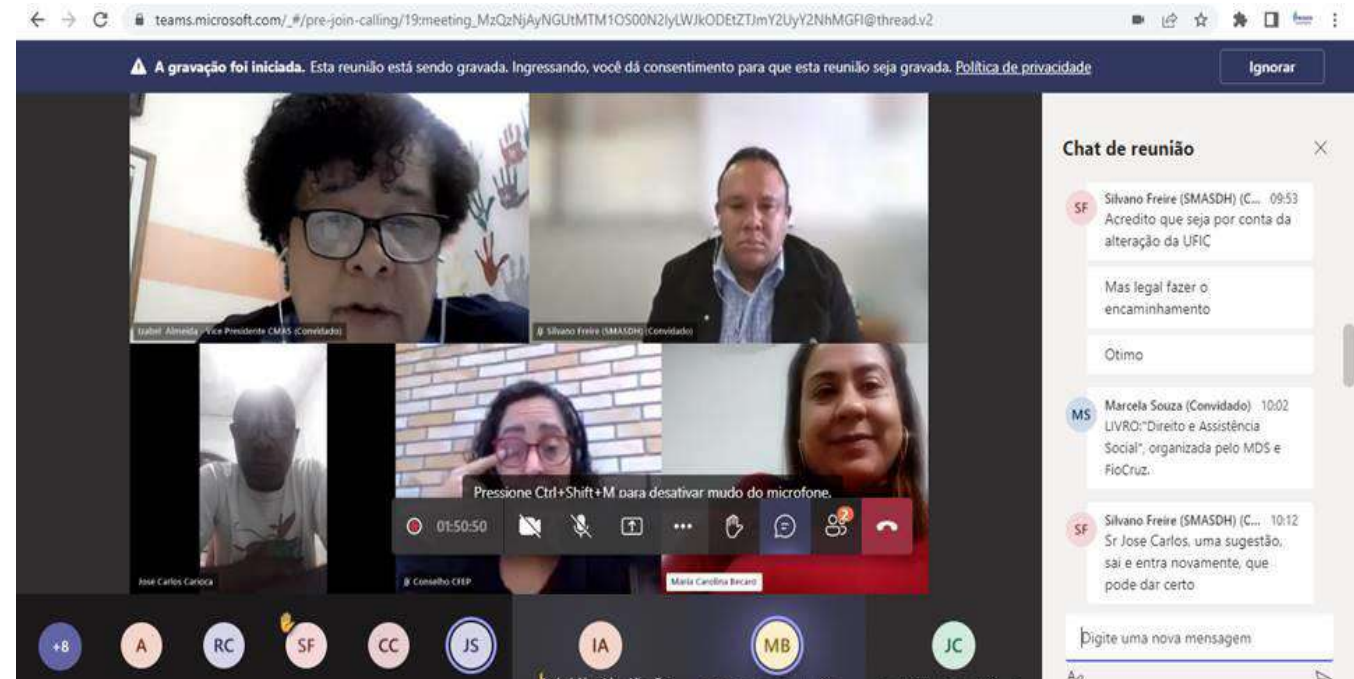 teams.microsoft.com/_#/pre-join-calling/19:meeting_MzQzNjAyNGUtMTM1OS00N2IyLWJkODEtZTJmY2UyY2NhMGFl@thread.v2
A gravação foi iniciada. Esta reunião está sendo gravada. Ingressando, você dá consentimento para que esta reunião seja gravada. Política de privacidade
Ignorar
Chat de reunião
SF
Silvano Freire (SMASDH) (C... 09:53
Acredito que seja por conta da
alteração da UFIC
Mas legal fazer o
encaminhamento
Otimo
MS
Marcela Souza (Convidado) 10:02
LIVRO:"Direito e Assistência
Social", organizada pelo MDS e
FioCruz.
SF
Silvano Freire (SMASDH) (C... 10:12
Sr Jose Carlos, uma sugestão,
sai e entra novamente, que
pode dar certo
Digite uma nova mensagem
Izabel Almeida - Vice Presidente CMAS (Convidado)
Silvano Freire (SMASDH) (Convidado)
Pressione Ctrl+Shift+M para desativar mudo do microfone.
01:50:50
2
José Carlos Carioca
Conselho CFEP
Maria Carolina Becaro
+8
A
RC
SF
CC
JS
IA
MB
JC